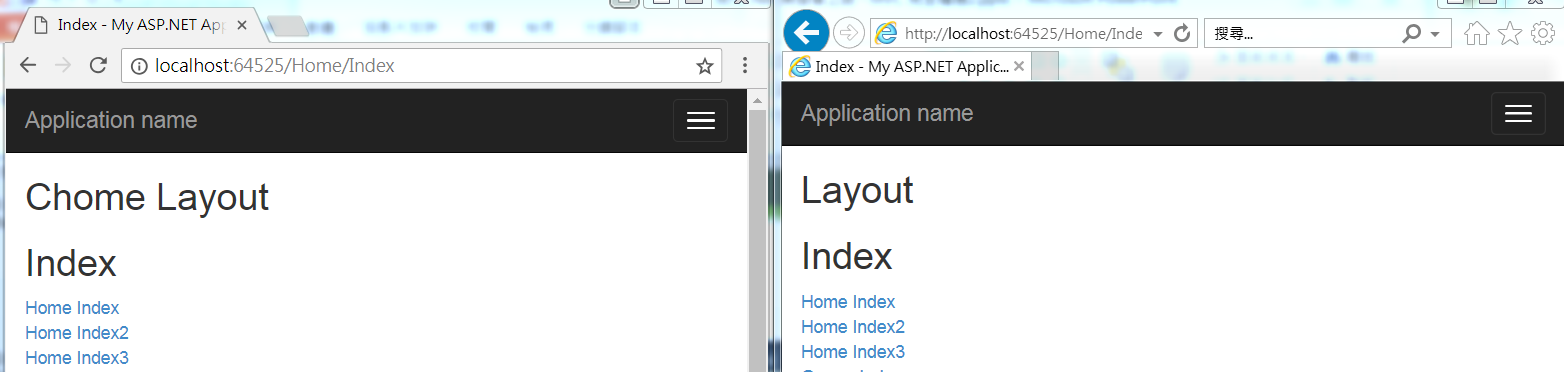 Index - My ASP.NET App
localhost:64525/Home/Index
Application name
Chome Layout
Index
Home Index
Home Index2
Home Index3
http://localhost:64525/Home/Inde
搜尋...
Index - My ASP.NET Applic...
Application name
Layout
Index
Home Index
Home Index2
Home Index3